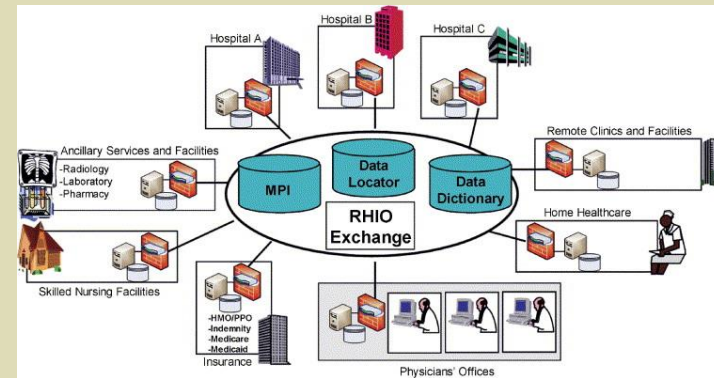 Hospital A
Hospital B
Hospital C
Ancillary Services and Facilities
-Radiology
-Laboratory
-Pharmacy
Remote Clinics and Facilities
MPI
Data
Locator
Data
Dictionary
RHIO
Exchange
Home Healthcare
Skilled Nursing Facilities
-HMO/PPO
-Indemnity
-Medicare
-Medicaid
Insurance
Physicians' Offices